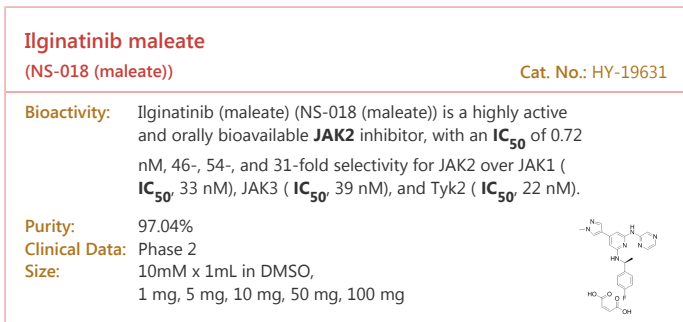 Ilginatinib maleate
(NS-018 (maleate)) Cat. No.: HY-19631
Bioactivity: Ilginatinib (maleate) (NS-018 (maleate)) is a highly active
and orally bioavailable JAK2 inhibitor, with an IC50 of 0.72
nM, 46-, 54-, and 31-fold selectivity for JAK2 over JAK1 (
IC50, 33 nM), JAK3 ( IC50, 39 nM), and Tyk2 ( IC50, 22 nM).
Purity: 97.04%
Clinical Data: Phase 2
Size: 10mM x 1mL in DMSO,
1 mg, 5 mg, 10 mg, 50 mg, 100 mg
N
N
H
N
N
N
N
HN
F
HO
O
O
OH